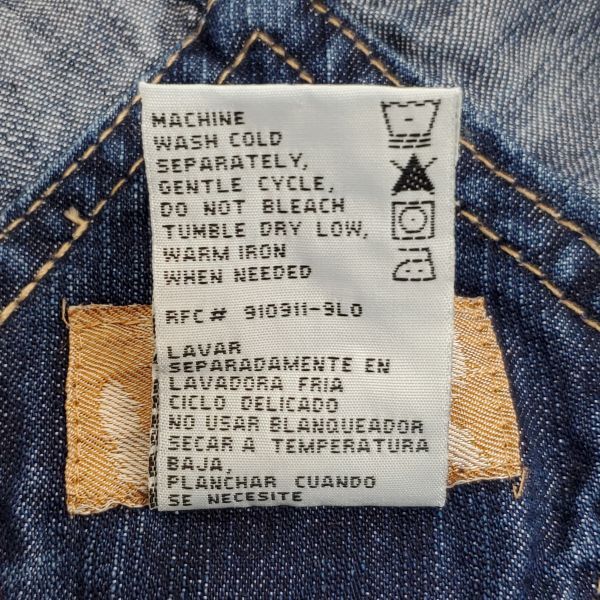 MACHINE
WASH COLD
SEPARATELY,
GENTLE CYCLE,
DO NOT BLEACH
TUMBLE DRY LOW,
WARM IRON
WHEN NEEDED
RFC# 910911-9L0
LAVAR
SEPARADAMENTE EN
LAVADORA FRIA
CICLO DELICADO
NO USAR BLANQUEADOR
SECAR A TEMPERATURA
BAJA,
PLANCHAR CUANDO
SE NECESITE